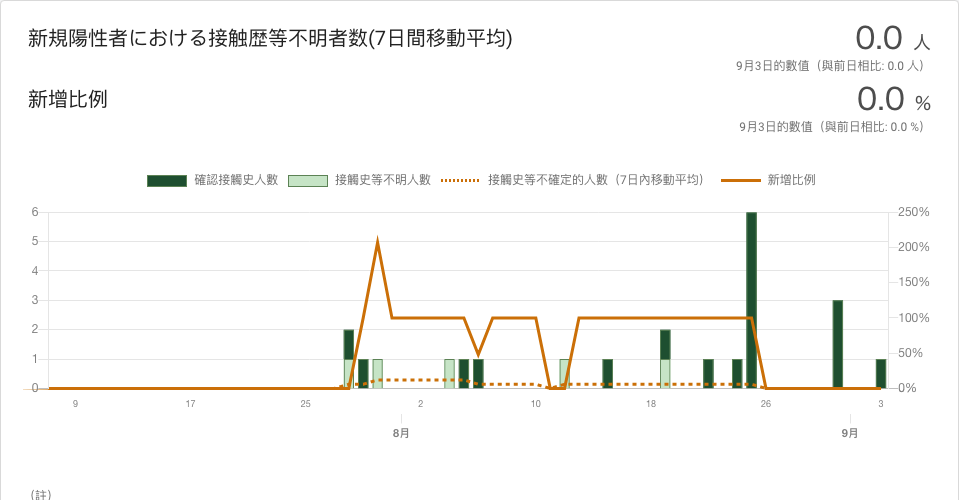 新規陽性者における接触歴等不明者数(7日間移動平均)
0.0 人
9月3日的數值（與前日相比: 0.0 人）
新增比例
0.0 %
9月3日的數值（與前日相比: 0.0 %）
確認接觸史人數 接觸史等不明人數 接觸史等不確定的人數（7日內移動平均） 新增比例
6 250%
5 200%
4 150%
3 100%
2 50%
1 0%
0
9 17 25 2 10 18 26 3
8月 9月
（註）